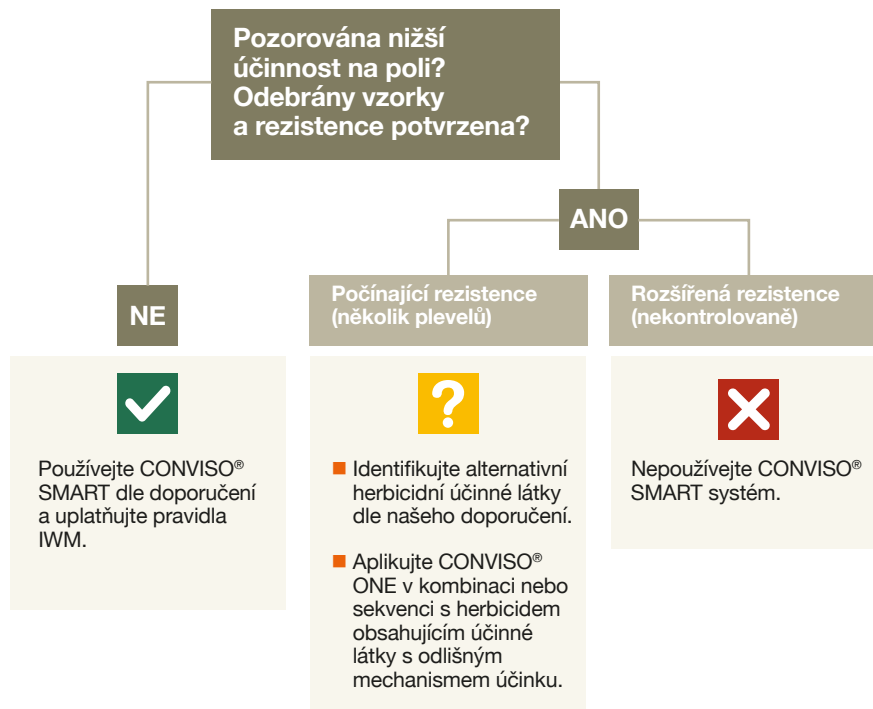 Pozorována nižší
účinnost na poli?
Odebrány vzorky
a rezistence potvrzena?
ANO
NE
Počínající rezistence
(několik plevelů)
Rozšířená rezistence
(nekontrolovaně)
Používejte CONVISO®
SMART dle doporučení
a uplatňujte pravidla
IWM.
Identifikujte alternativní
herbicidní účinné látky
dle našeho doporučení.
Aplikujte CONVISO®
ONE v kombinaci nebo
sekvenci s herbicidem
obsahujícím účinné
látky s odlišným
mechanismem účinku.
Nepoužívejte CONVISO®
SMART systém.